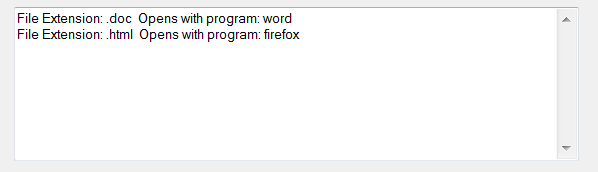 File Extension: .doc  Opens with program: word
File Extension: .html  Opens with program: firefox